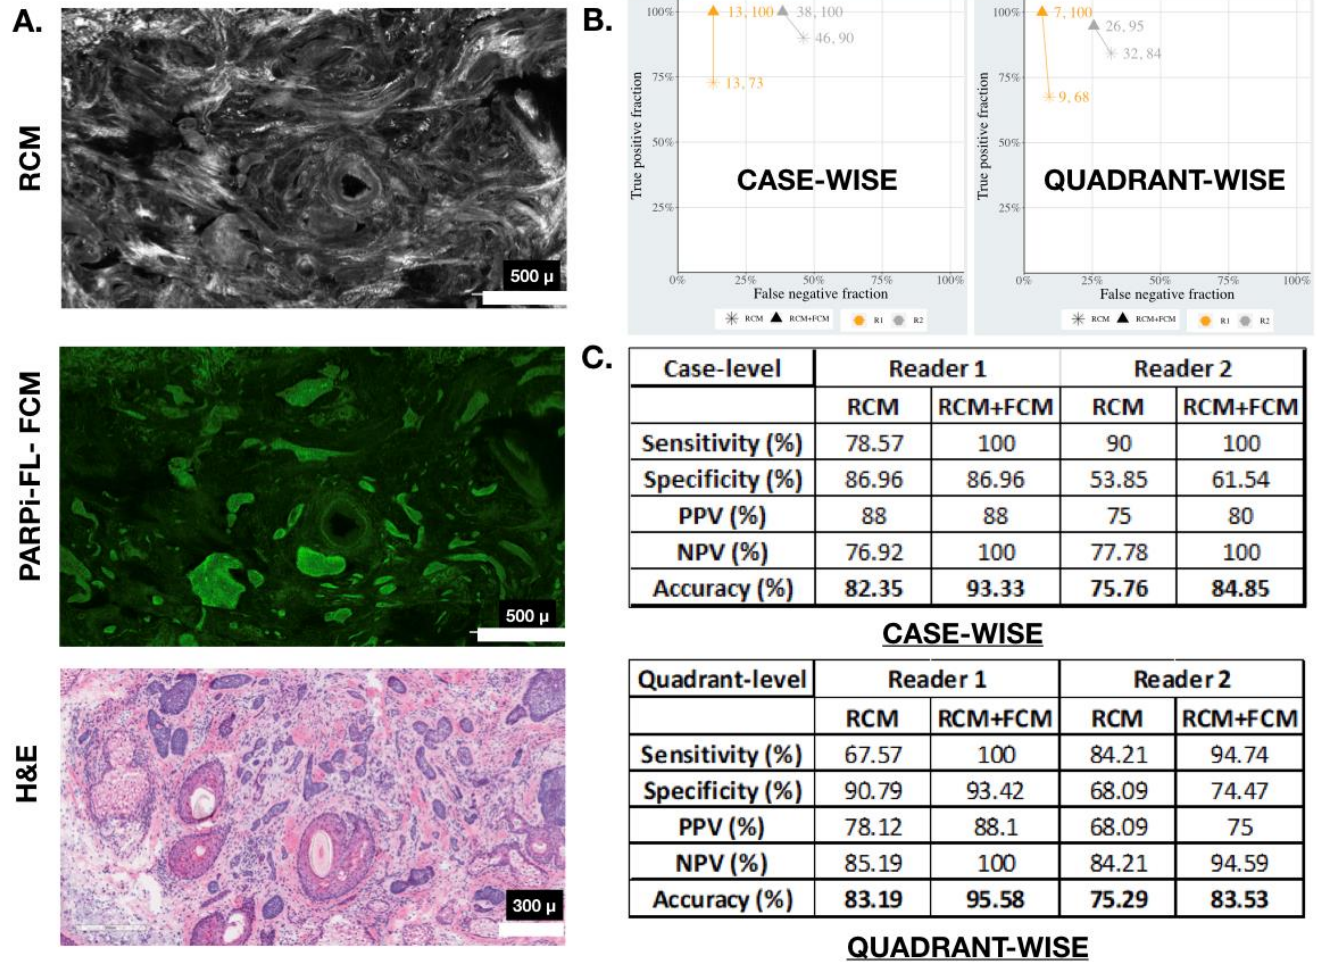 A.
RCM
500 µ
PARPi-FL- FCM
500 µ
H&E
300 µ
B.
100%
75%
50%
25%
0% 25% 50% 75% 100%
True positive fraction
False negative fraction
13, 100
38, 100
46, 90
13, 73
CASE-WISE
RCM RCM+FCM R1 R2
100%
75%
50%
25%
0% 25% 50% 75% 100%
True positive fraction
False negative fraction
7, 100
26, 95
32, 84
9, 68
QUADRANT-WISE
RCM RCM+FCM R1 R2
C.
Case-level Reader 1 Reader 2
RCM RCM+FCM RCM RCM+FCM
Sensitivity (%) 78.57 100 90 100
Specificity (%) 86.96 86.96 53.85 61.54
PPV (%) 88 88 75 80
NPV (%) 76.92 100 77.78 100
Accuracy (%) 82.35 93.33 75.76 84.85
CASE-WISE
Quadrant-level Reader 1 Reader 2
RCM RCM+FCM RCM RCM+FCM
Sensitivity (%) 67.57 100 84.21 94.74
Specificity (%) 90.79 93.42 68.09 74.47
PPV (%) 78.12 88.1 68.09 75
NPV (%) 85.19 100 84.21 94.59
Accuracy (%) 83.19 95.58 75.29 83.53
QUADRANT-WISE